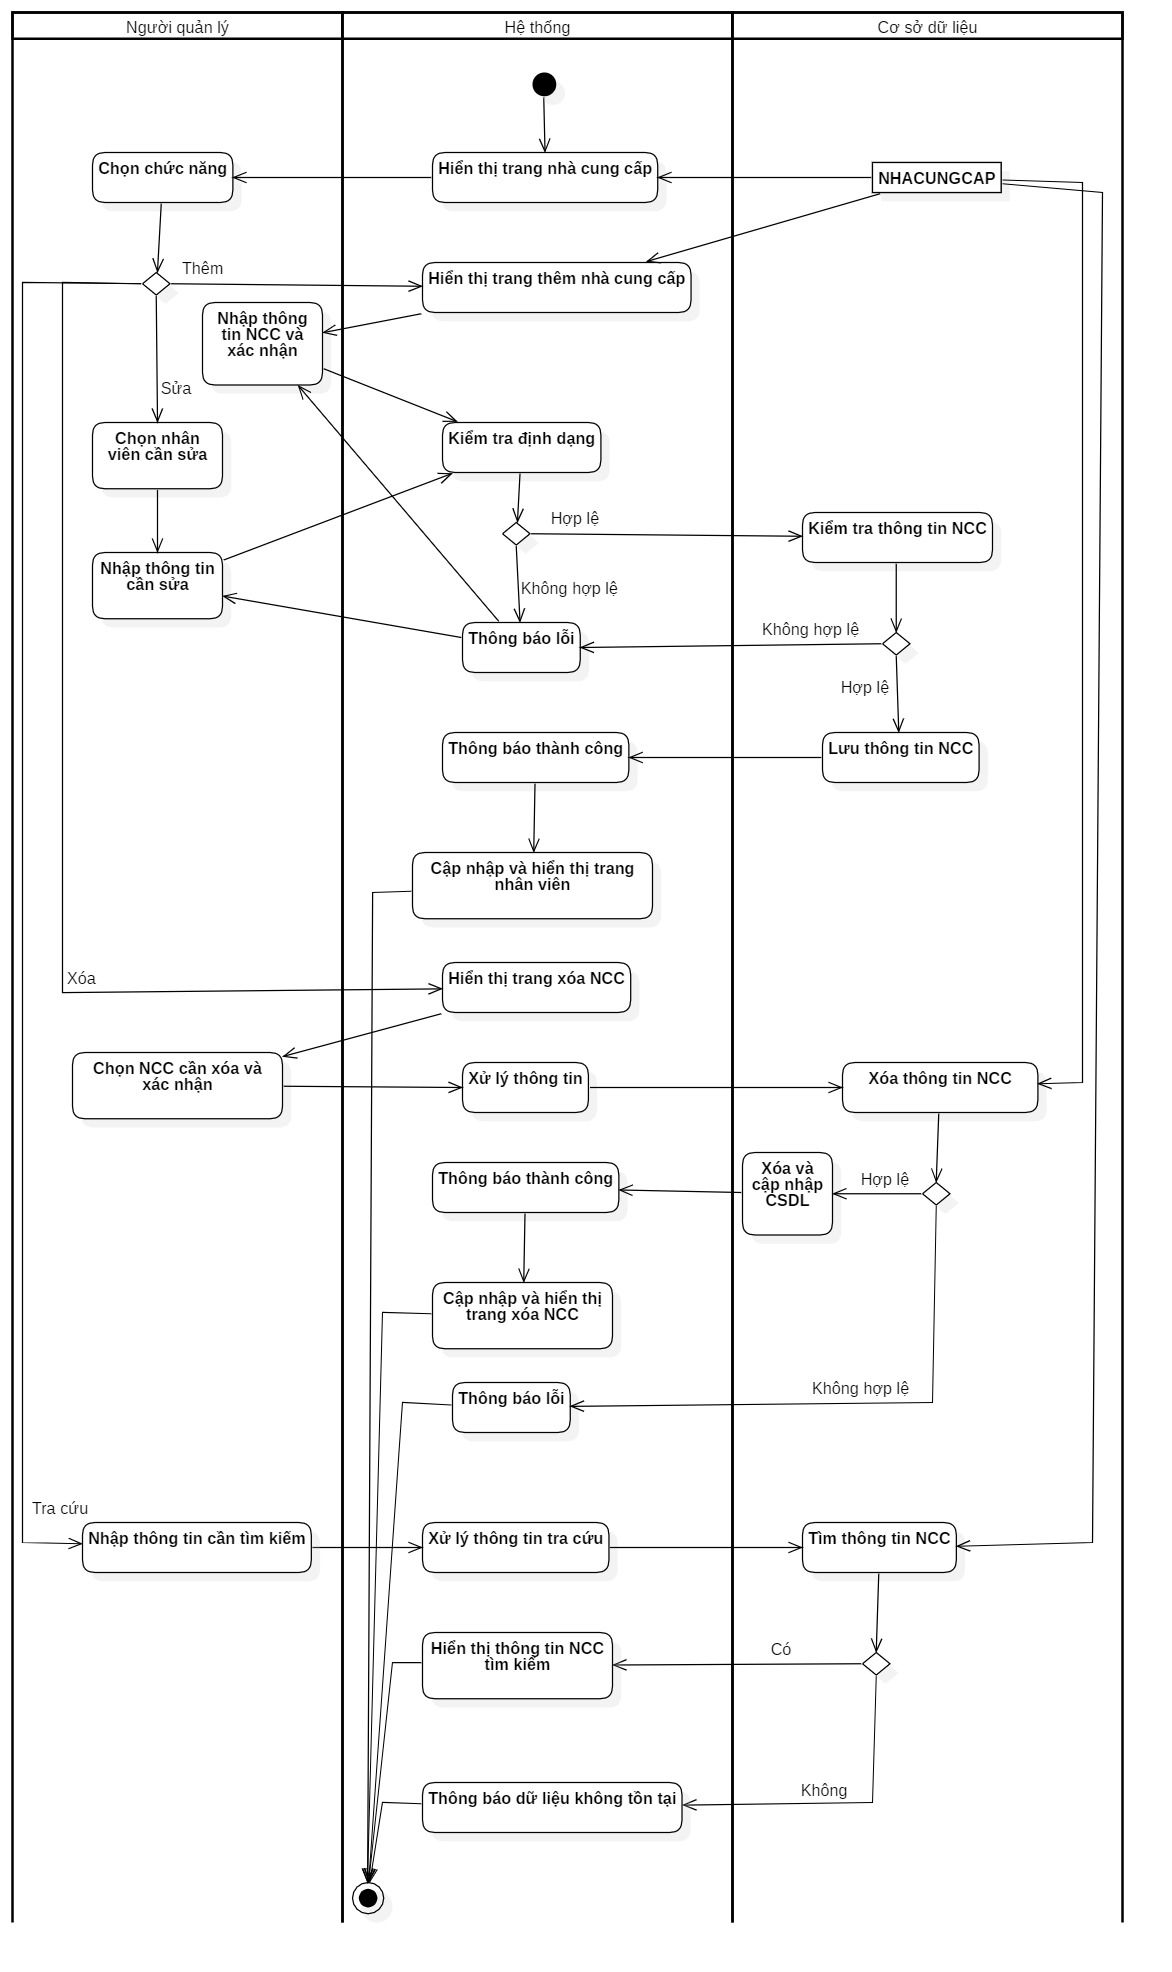 Người quản lý
Hệ thống
Cơ sở dữ liệu
Chọn chức năng
Hiển thị trang nhà cung cấp
NHACUNGCAP
Thêm
Hiển thị trang thêm nhà cung cấp
Nhập thông
tin NCC và
xác nhận
Sửa
Chọn nhân
viên cần sửa
Kiểm tra định dạng
Hợp lệ
Kiểm tra thông tin NCC
Nhập thông tin
cần sửa
Không hợp lệ
Thông báo lỗi
Không hợp lệ
Hợp lệ
Thông báo thành công
Lưu thông tin NCC
Cập nhập và hiển thị trang
nhân viên
Xóa
Hiển thị trang xóa NCC
Chọn NCC cần xóa và
xác nhận
Xử lý thông tin
Xóa thông tin NCC
Thông báo thành công
Xóa và
cập nhập
CSDL
Hợp lệ
Cập nhập và hiển thị
trang xóa NCC
Thông báo lỗi
Không hợp lệ
Tra cứu
Nhập thông tin cần tìm kiếm
Xử lý thông tin tra cứu
Tìm thông tin NCC
Hiển thị thông tin NCC
tìm kiếm
Có
Thông báo dữ liệu không tồn tại
Không